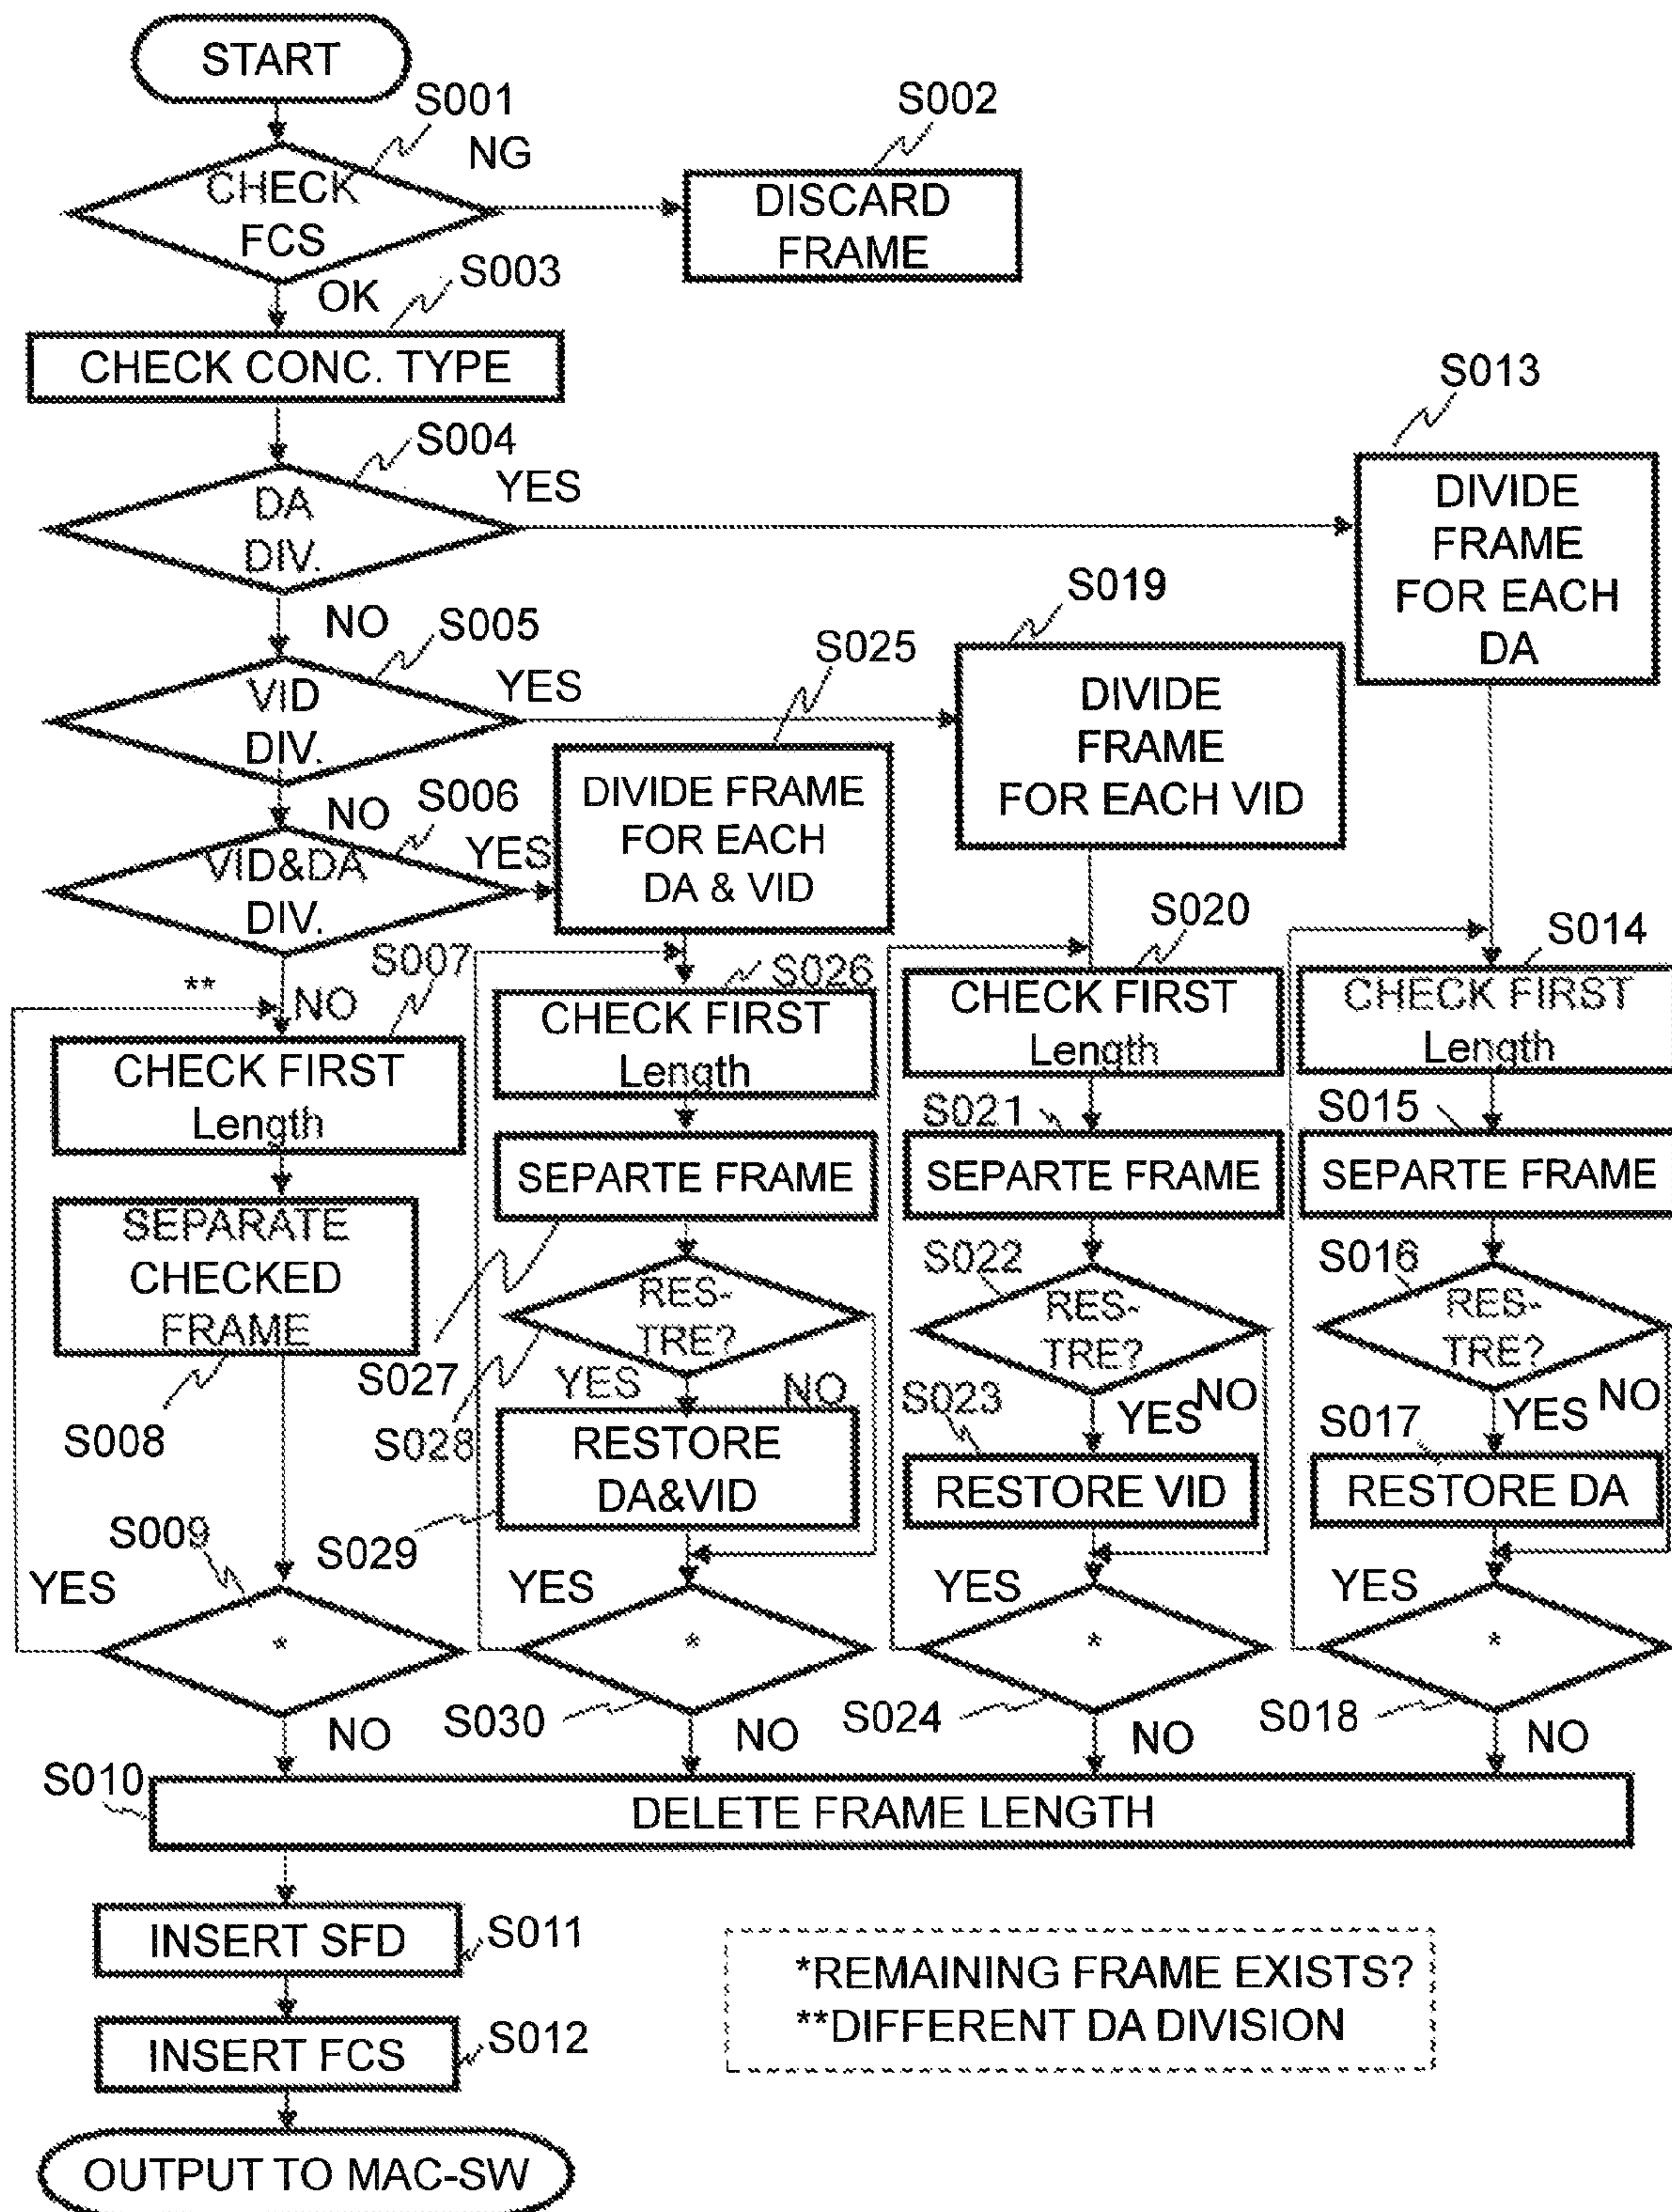 START
S001
NG
S002
CHECK
FCS
DISCARD
FRAME
OK
S003
CHECK CONC. TYPE
S013
S004
YES
DA
DIV.
DIVIDE
FRAME
FOR EACH
DA
NO
S005
S019
VID
DIV.
YES
S025
DIVIDE
FRAME
FOR EACH VID
NO
S006
DIVIDE FRAME
FOR EACH
DA & VID
VID&DA
DIV.
YES
S007
**
NO
S026
S020
S014
CHECK FIRST
Length
CHECK FIRST
Length
CHECK FIRST
Length
CHECK FIRST
Length
S021
S015
SEPARATE
CHECKED
FRAME
SEPARTE FRAME
SEPARTE FRAME
SEPARTE FRAME
S008
S027
S028
RES-
TRE?
YES
NO
S022
RES-
TRE?
YES
NO
S016
RES-
TRE?
YES
NO
S023
S017
RESTORE
DA&VID
RESTORE VID
RESTORE DA
S009
S029
YES
YES
YES
YES
*
*
*
*
S030
S024
S018
NO
NO
NO
NO
S010
DELETE FRAME LENGTH
INSERT SFD
S011
INSERT FCS
S012
*REMAINING FRAME EXISTS?
**DIFFERENT DA DIVISION
OUTPUT TO MAC-SW